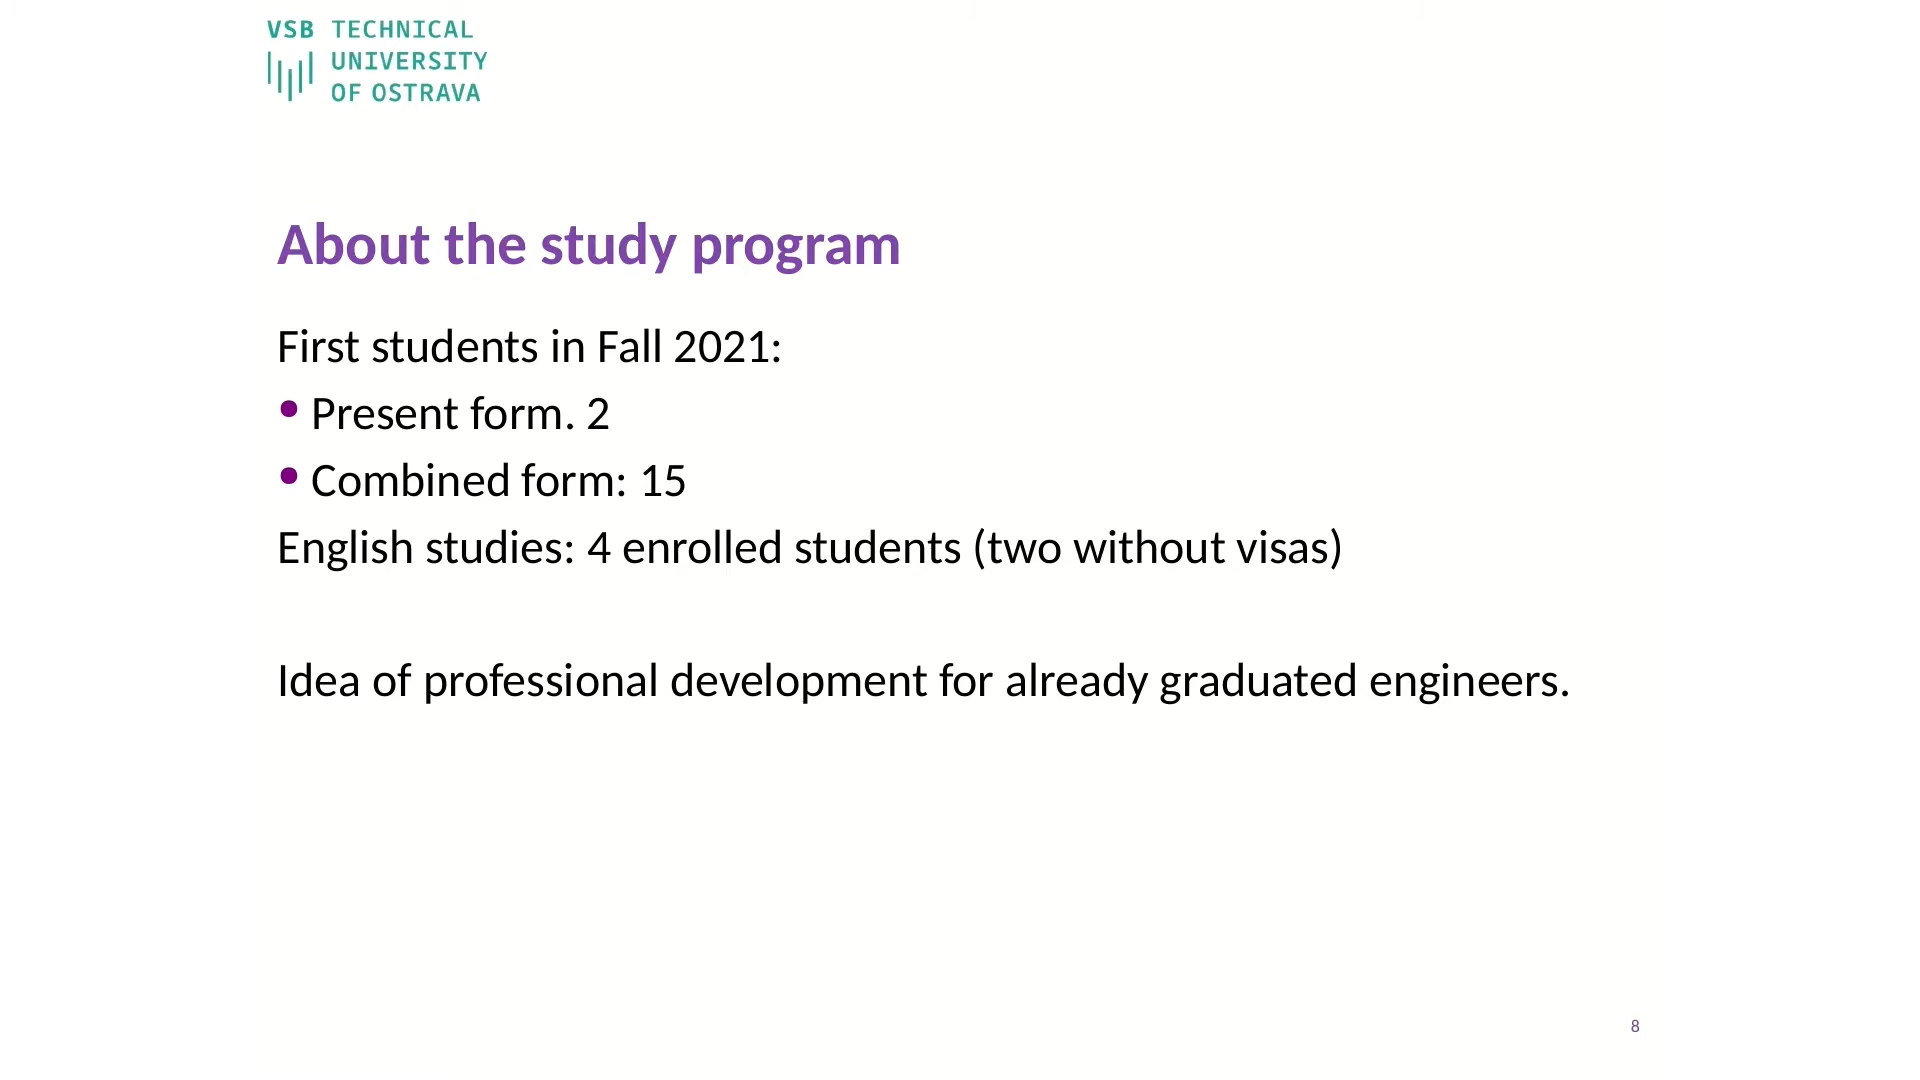 VSB TECHNICAL
UNIVERSITY
OF OSTRAVA
About the study program
First students in Fall 2021:
• Present form. 2
• Combined form: 15
English studies: 4 enrolled students (two without visas)
Idea of professional development for already graduated engineers.
8